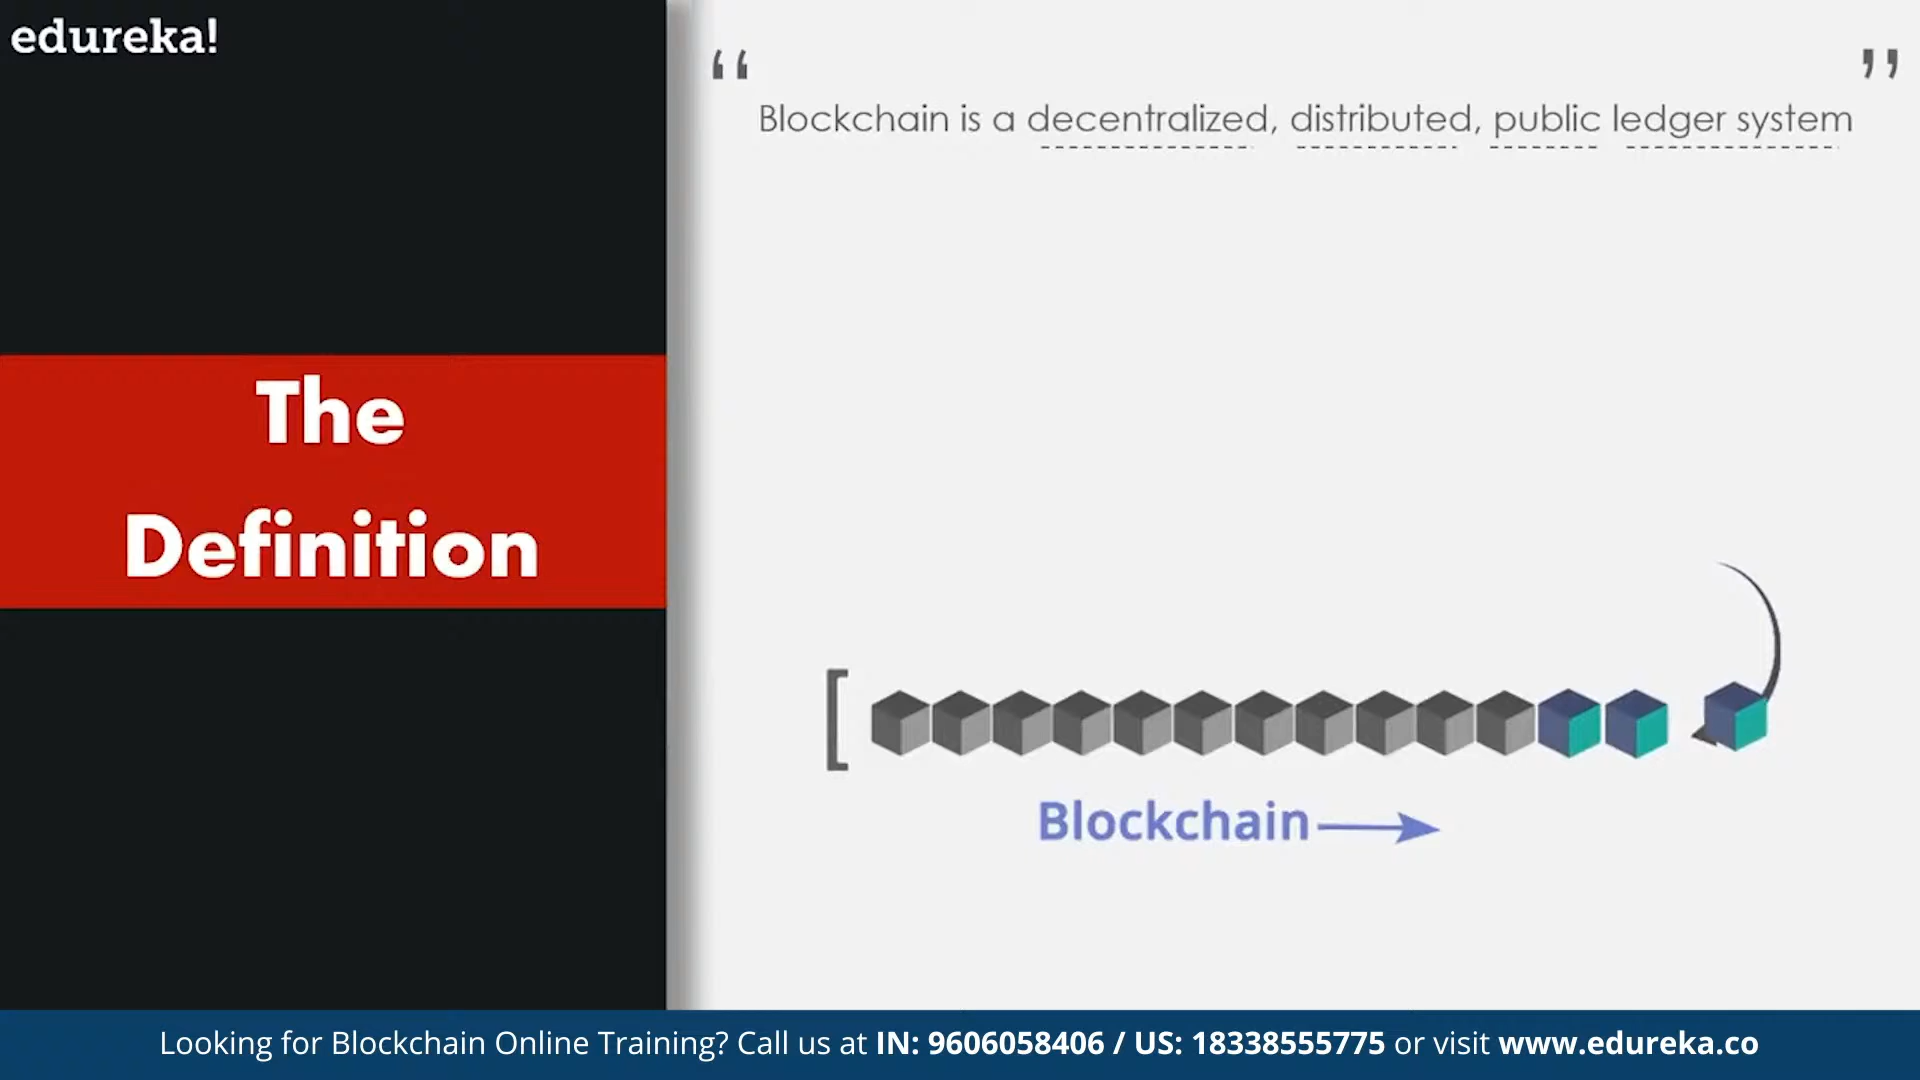 edureka!
“ ”
Blockchain is a decentralized, distributed, public ledger system
The
Definition
[
Blockchain
Looking for Blockchain Online Training? Call us at IN: 9606058406 / US: 18338555775 or visit www.edureka.co